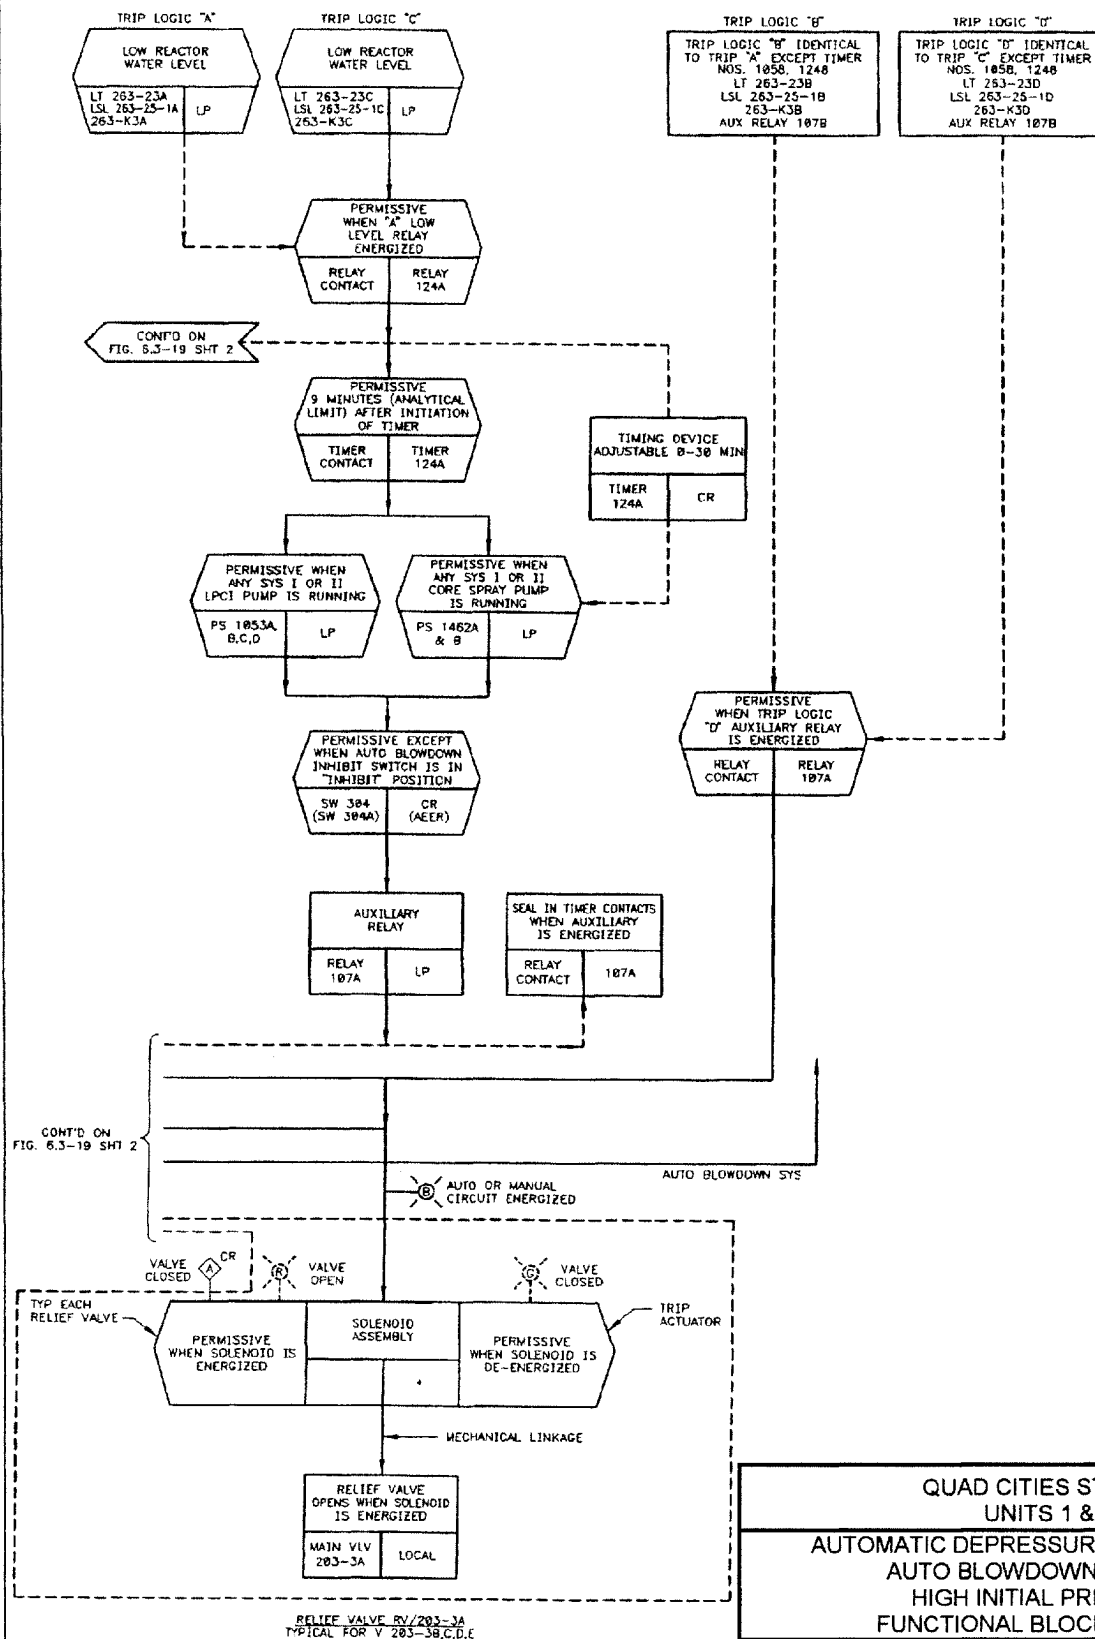 TRIP LOGIC "A"
LOW REACTOR
WATER LEVEL
LT 263-23A
LSL 263-25-1A
263-K3A
LP
TRIP LOGIC "C"
LOW REACTOR
WATER LEVEL
LT 263-23C
LSL 263-25-1C
263-K3C
LP
TRIP LOGIC "B"
TRIP LOGIC "B" IDENTICAL
TO TRIP "A" EXCEPT TIMER
NOS. 105B, 124B
LT 263-23B
LSL 263-25-1B
263-K3B
AUX RELAY 107B
TRIP LOGIC "D"
TRIP LOGIC "D" IDENTICAL
TO TRIP "C" EXCEPT TIMER
NOS. 105B, 124B
LT 263-23D
LSL 263-25-1D
263-K3D
AUX RELAY 107B
PERMISSIVE
WHEN "A" LOW
LEVEL RELAY
ENERGIZED
RELAY
CONTACT
RELAY
124A
CONT'D ON
FIG. 6.3-19 SHT 2
PERMISSIVE
9 MINUTES (ANALYTICAL
LIMIT) AFTER INITIATION
OF TIMER
TIMER
CONTACT
TIMER
124A
TIMING DEVICE
ADJUSTABLE 0-30 MIN
TIMER
124A
CR
PERMISSIVE WHEN
ANY SYS I OR II
LPCI PUMP IS RUNNING
PS 1053A,
B,C,D
LP
PERMISSIVE WHEN
ANY SYS I OR II
CORE SPRAY PUMP
IS RUNNING
PS 1462A
& B
LP
PERMISSIVE
WHEN TRIP LOGIC
"D" AUXILIARY RELAY
IS ENERGIZED
RELAY
CONTACT
RELAY
107A
PERMISSIVE EXCEPT
WHEN AUTO BLOWDOWN
INHIBIT SWITCH IS IN
"INHIBIT" POSITION
SW 304
(SW 304A)
CR
(AEER)
AUXILIARY
RELAY
RELAY
107A
LP
SEAL IN TIMER CONTACTS
WHEN AUXILIARY
IS ENERGIZED
RELAY
CONTACT
107A
CONT'D ON
FIG. 6.3-19 SHT 2
AUTO BLOWDOWN SYS
B
AUTO OR MANUAL
CIRCUIT ENERGIZED
VALVE
CLOSED
A
CR
R
VALVE
OPEN
G
VALVE
CLOSED
TYP EACH
RELIEF VALVE
TRIP
ACTUATOR
PERMISSIVE
WHEN SOLENOID IS
ENERGIZED
SOLENOID
ASSEMBLY
PERMISSIVE
WHEN SOLENOID IS
DE-ENERGIZED
MECHANICAL LINKAGE
RELIEF VALVE
OPENS WHEN SOLENOID
IS ENERGIZED
MAIN VLV
203-3A
LOCAL
RELIEF VALVE RV/203-3A
TYPICAL FOR V 203-3B,C,D,E
QUAD CITIES ST
UNITS 1 &
AUTOMATIC DEPRESSUR
AUTO BLOWDOWN
HIGH INITIAL PR
FUNCTIONAL BLOC